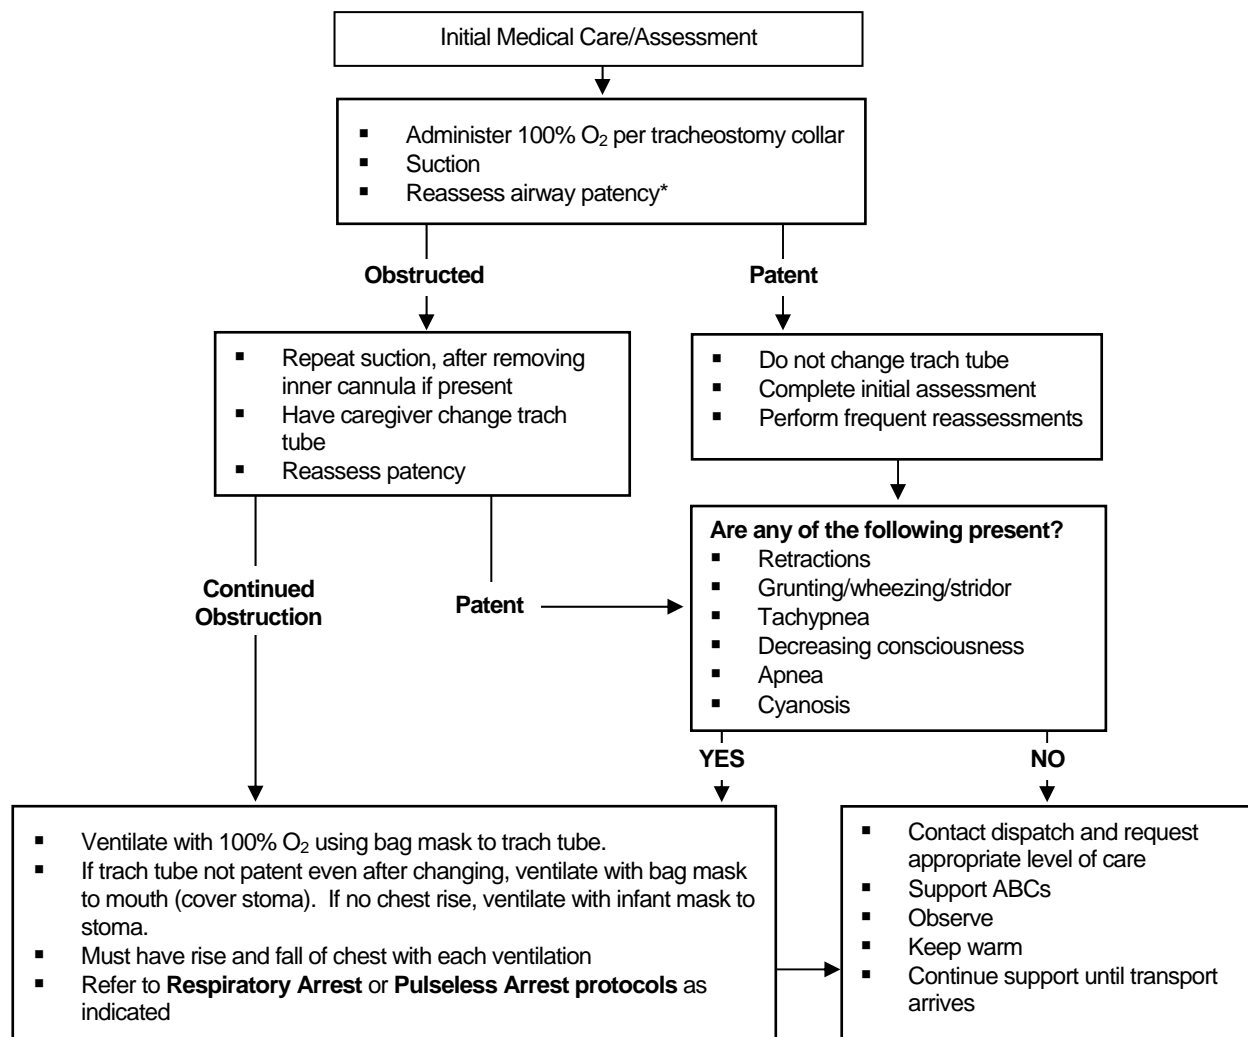 Initial Medical Care/Assessment
▪ Administer 100% O₂ per tracheostomy collar
▪ Suction
▪ Reassess airway patency*
Obstructed
Patent
▪ Repeat suction, after removing
inner cannula if present
▪ Have caregiver change trach
tube
▪ Reassess patency
▪ Do not change trach tube
▪ Complete initial assessment
▪ Perform frequent reassessments
Are any of the following present?
▪ Retractions
▪ Grunting/wheezing/stridor
▪ Tachypnea
▪ Decreasing consciousness
▪ Apnea
▪ Cyanosis
Continued
Obstruction
Patent
YES
NO
▪ Ventilate with 100% O₂ using bag mask to trach tube.
▪ If trach tube not patent even after changing, ventilate with bag mask
to mouth (cover stoma). If no chest rise, ventilate with infant mask to
stoma.
▪ Must have rise and fall of chest with each ventilation
▪ Refer to Respiratory Arrest or Pulseless Arrest protocols as
indicated
▪ Contact dispatch and request
appropriate level of care
▪ Support ABCs
▪ Observe
▪ Keep warm
▪ Continue support until transport
arrives